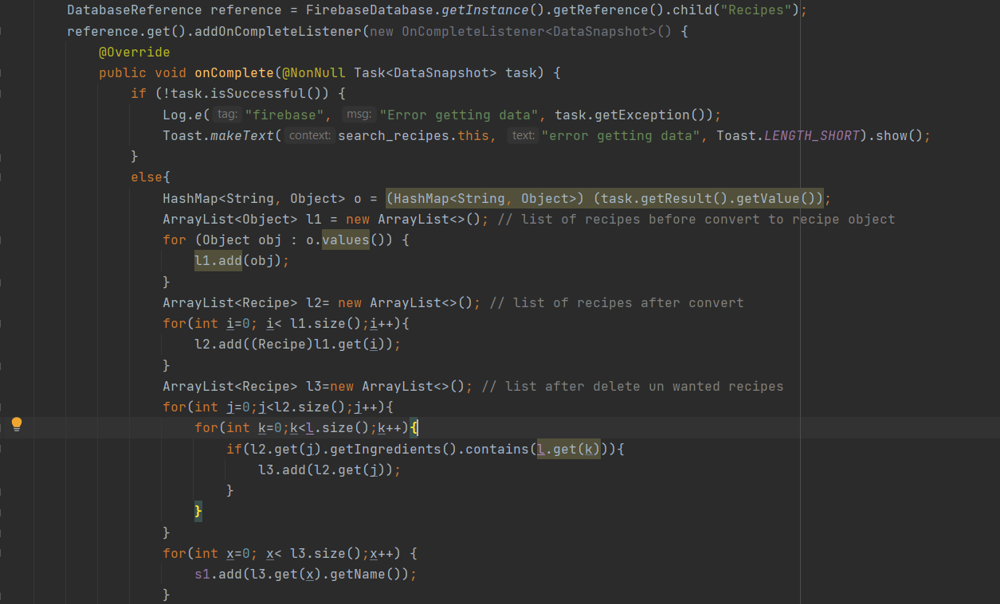 DatabaseReference reference = FirebaseDatabase.getInstance().getReference().child("Recipes");
reference.get().addOnCompleteListener(new OnCompleteListener<DataSnapshot>() {
@Override
public void onComplete(@NonNull Task<DataSnapshot> task) {
if (!task.isSuccessful()) {
Log.e( tag: "firebase", msg: "Error getting data", task.getException());
Toast.makeText( context: search_recipes.this, text: "error getting data", Toast.LENGTH_SHORT).show();
}
else{
HashMap<String, Object> o = (HashMap<String, Object>) (task.getResult().getValue());
ArrayList<Object> l1 = new ArrayList<>(); // list of recipes before convert to recipe object
for (Object obj : o.values()) {
l1.add(obj);
}
ArrayList<Recipe> l2= new ArrayList<>(); // list of recipes after convert
for(int i=0; i< l1.size();i++){
l2.add((Recipe)l1.get(i));
}
ArrayList<Recipe> l3=new ArrayList<>(); // list after delete un wanted recipes
for(int j=0;j<l2.size();j++){
for(int k=0;k<l.size();k++){
if(l2.get(j).getIngredients().contains(l.get(k))){
l3.add(l2.get(j));
}
}
}
for(int x=0; x< l3.size();x++) {
s1.add(l3.get(x).getName());
}